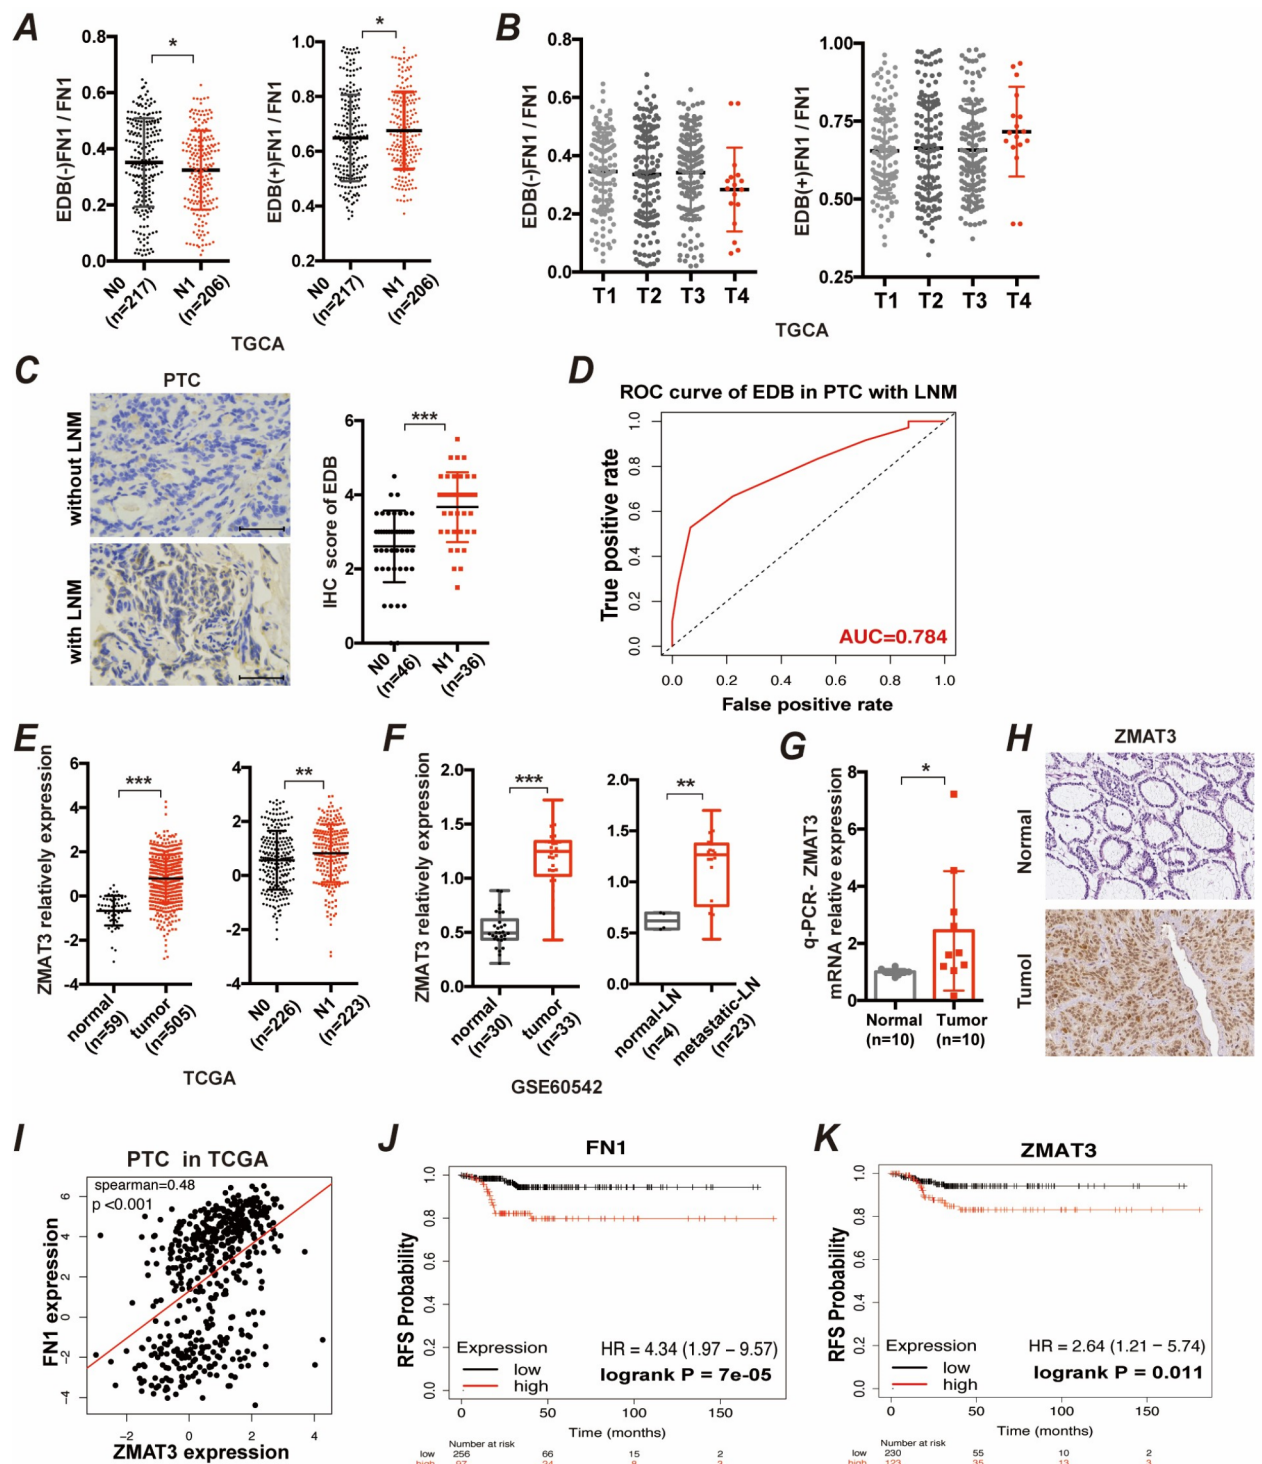 A
EDB(-)FN1 / FN1
0.8
0.6
0.4
0.2
0.0
*
N0
(n=217)
N1
(n=206)
EDB(+)FN1 / FN1
1.0
0.8
0.6
0.4
0.2
*
N0
(n=217)
N1
(n=206)
TGCA
B
EDB(-)FN1 / FN1
0.8
0.6
0.4
0.2
0.0
T1 T2 T3 T4
EDB(+)FN1 / FN1
1.00
0.75
0.50
0.25
T1 T2 T3 T4
TGCA
C
PTC
without LNM
with LNM
IHC score of EDB
6
4
2
0
***
N0
(n=46)
N1
(n=36)
D
ROC curve of EDB in PTC with LNM
True positive rate
1.0
0.8
0.6
0.4
0.2
0.0
AUC=0.784
0.0 0.2 0.4 0.6 0.8 1.0
False positive rate
E
ZMAT3 relatively expression
6
4
2
0
-2
-4
***
normal
(n=59)
tumor
(n=505)
4
2
0
-2
-4
**
N0
(n=226)
N1
(n=223)
TCGA
F
ZMAT3 relatively expression
2.0
1.5
1.0
0.5
0.0
***
normal
(n=30)
tumor
(n=33)
2.0
1.5
1.0
0.5
0.0
**
normal-LN
(n=4)
metastatic-LN
(n=23)
GSE60542
G
q-PCR- ZMAT3
mRNA relative expression
8
6
4
2
0
*
Normal
(n=10)
Tumor
(n=10)
H
ZMAT3
Normal
Tumol
I
PTC in TCGA
spearman=0.48
p <0.001
FN1 expression
6
4
2
0
−2
−4
−2 0 2 4
ZMAT3 expression
J
FN1
RFS Probability
1.0
0.8
0.6
0.4
0.2
0.0
Expression
low
high
HR = 4.34 (1.97 − 9.57)
logrank P = 7e-05
0 50 100 150
Time (months)
Number at risk
low 256 66 15 2
K
ZMAT3
RFS Probability
1.0
0.8
0.6
0.4
0.2
0.0
Expression
low
high
HR = 2.64 (1.21 − 5.74)
logrank P = 0.011
0 50 100 150
Time (months)
Number at risk
low 230 55 10 2